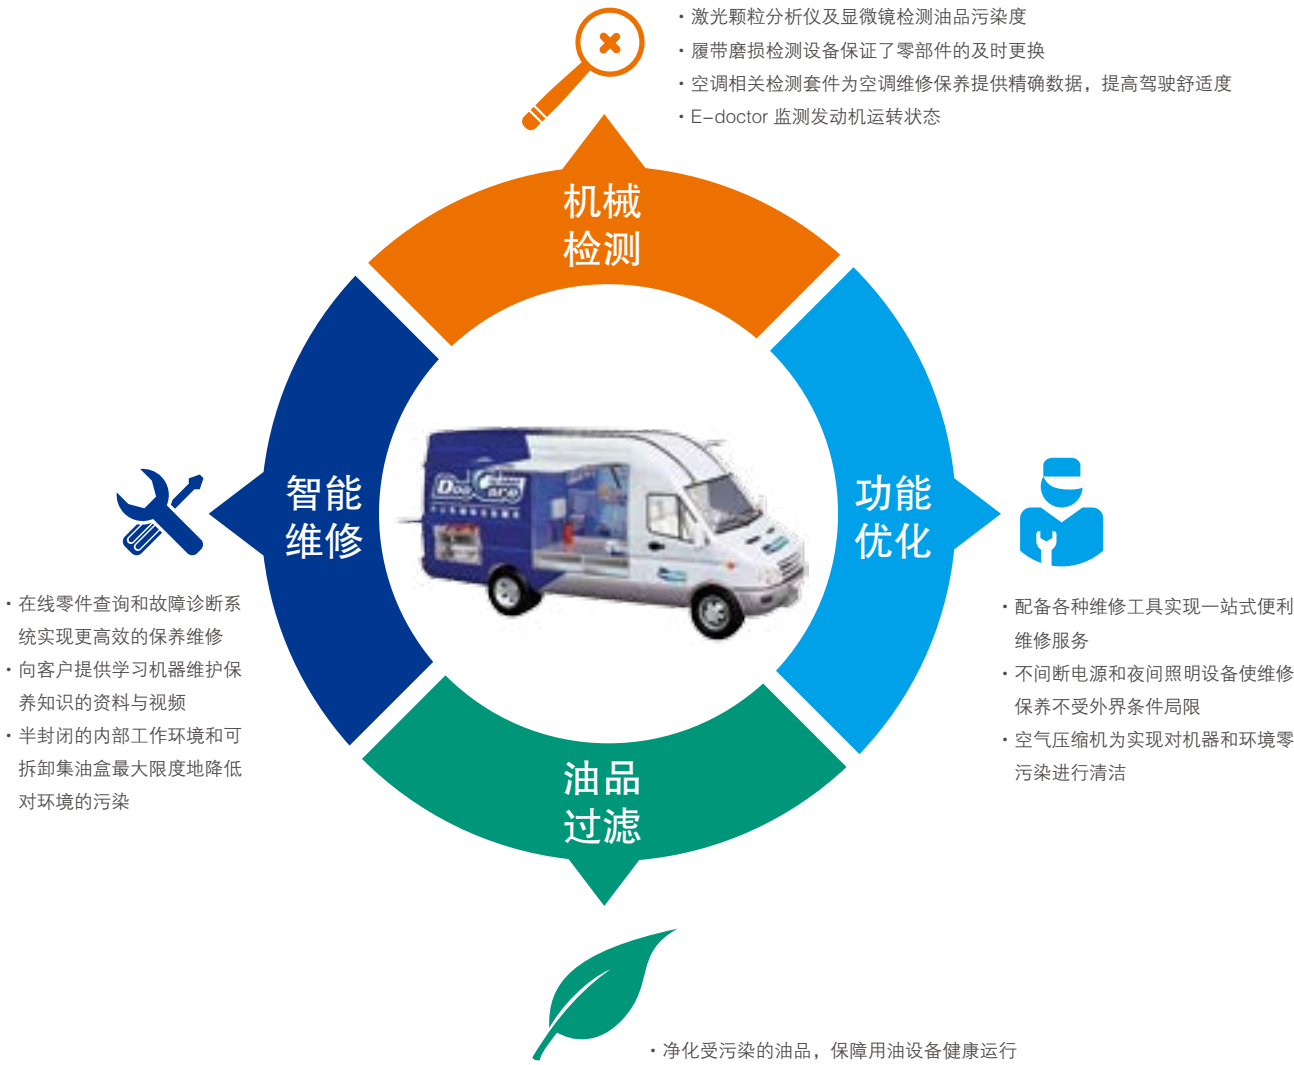 · 激光颗粒分析仪及显微镜检测油品污染度
· 履带磨损检测设备保证了零部件的及时更换
· 空调相关检测套件为空调维修保养提供精确数据，提高驾驶舒适度
· E-doctor 监测发动机运转状态
机械
检测
智能
维修
功能
优化
油品
过滤
· 在线零件查询和故障诊断系
统实现更高效的保养维修
· 向客户提供学习机器维护保
养知识的资料与视频
· 半封闭的内部工作环境和可
拆卸集油盒最大限度地降低
对环境的污染
· 配备各种维修工具实现一站式便利
维修服务
· 不间断电源和夜间照明设备使维修
保养不受外界条件局限
· 空气压缩机为实现对机器和环境零
污染进行清洁
· 净化受污染的油品，保障用油设备健康运行